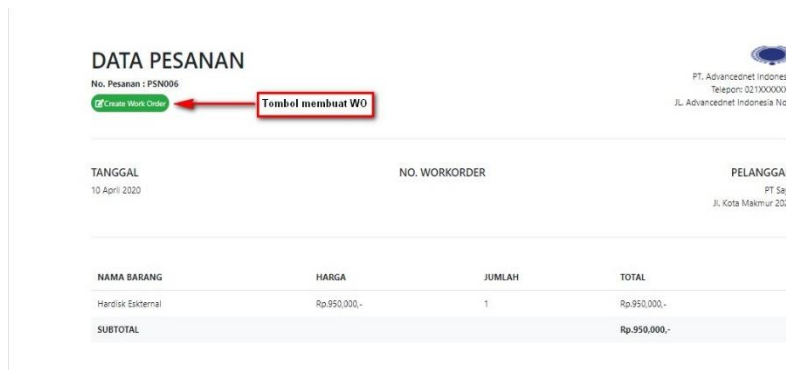 DATA PESANAN
No. Pesanan : PSN006
Create Work Order
Tombol membuat WO
PT. Advancednet Indones
Telepon: 021XXXXXX
JL. Advancednet Indonesia No
TANGGAL
10 April 2020
NO. WORKORDER
PELANGGA
PT Sa
Jl. Kota Makmur 202
NAMA BARANG HARGA JUMLAH TOTAL
Hardisk Eskternal Rp.950,000,- 1 Rp.950,000,-
SUBTOTAL Rp.950,000,-